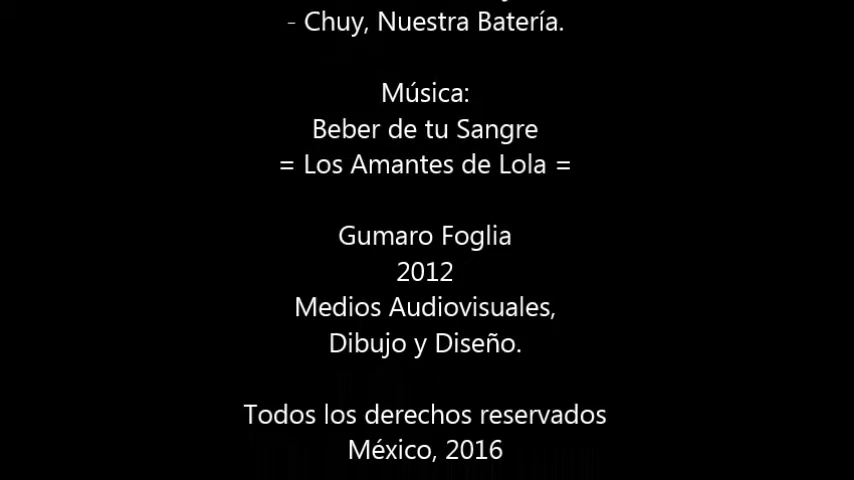 - Chuy, Nuestra Batería.
Música:
Beber de tu Sangre
= Los Amantes de Lola =
Gumaro Foglia
2012
Medios Audiovisuales,
Dibujo y Diseño.
Todos los derechos reservados
México, 2016